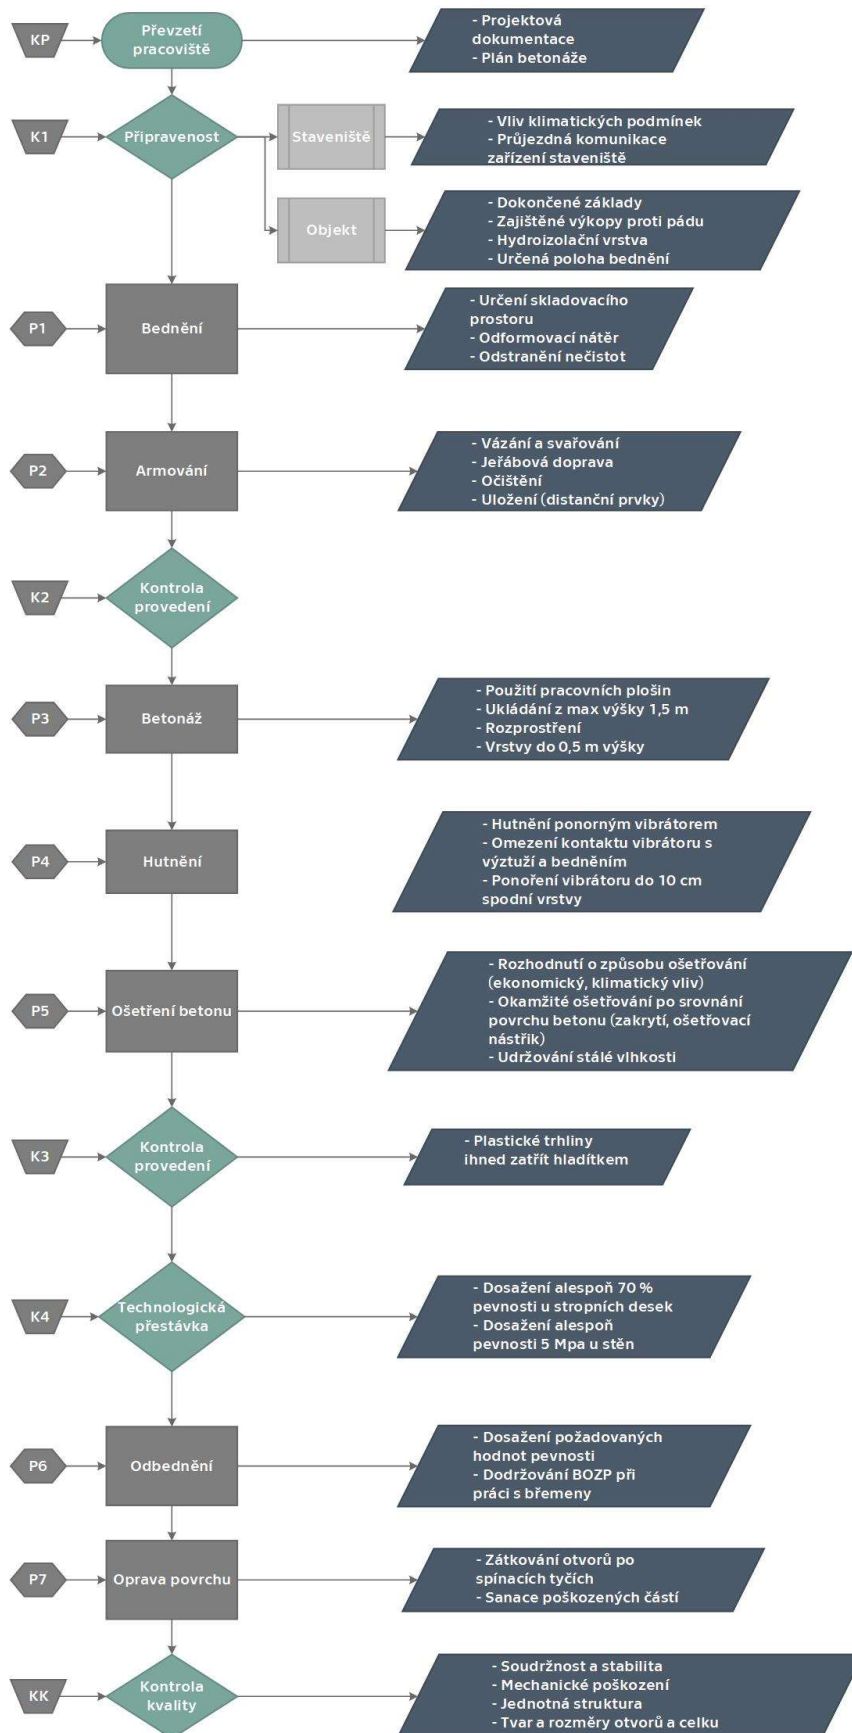 KP
Převzetí
pracoviště
- Projektová
dokumentace
- Plán betonáže
K1
Připravenost
Staveniště
- Vliv klimatických podmínek
- Průjezdná komunikace
zařízení staveniště
Objekt
- Dokončené základy
- Zajištěné výkopy proti pádu
- Hydroizolační vrstva
- Určená poloha bednění
P1
Bednění
- Určení skladovacího
prostoru
- Odformovací nátěr
- Odstranění nečistot
P2
Armování
- Vázání a svařování
- Jeřábová doprava
- Očištění
- Uložení (distanční prvky)
K2
Kontrola
provedení
P3
Betonáž
- Použití pracovních plošin
- Ukládání z max výšky 1,5 m
- Rozprostření
- Vrstvy do 0,5 m výšky
P4
Hutnění
- Hutnění ponorným vibrátorem
- Omezení kontaktu vibrátoru s
výztuží a bedněním
- Ponoření vibrátoru do 10 cm
spodní vrstvy
P5
Ošetření betonu
- Rozhodnutí o způsobu ošetřování
(ekonomický, klimatický vliv)
- Okamžité ošetřování po srovnání
povrchu betonu (zakrytí, ošetřovací
nástřik)
- Udržování stálé vlhkosti
K3
Kontrola
provedení
- Plastické trhliny
ihned zatřít hladítkem
K4
Technologická
přestávka
- Dosažení alespoň 70 %
pevnosti u stropních desek
- Dosažení alespoň
pevnosti 5 Mpa u stěn
P6
Odbednění
- Dosažení požadovaných
hodnot pevnosti
- Dodržování BOZP při
práci s břemeny
P7
Oprava povrchu
- Zátkování otvorů po
spínacích tyčích
- Sanace poškozených částí
KK
Kontrola
kvality
- Soudržnost a stabilita
- Mechanické poškození
- Jednotná struktura
- Tvar a rozměry otvorů a celku